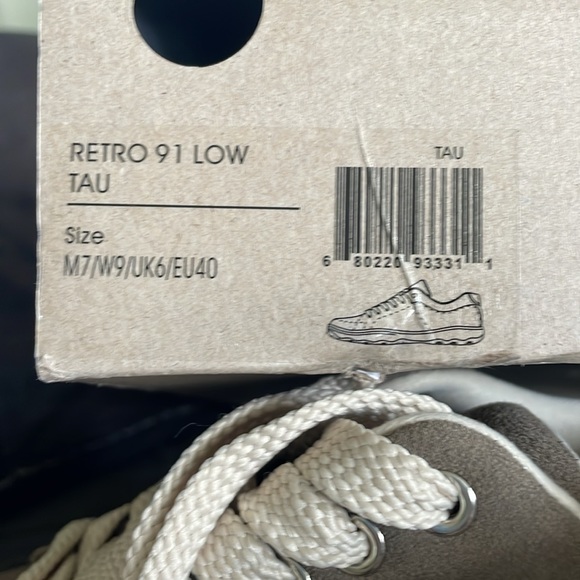 RETRO 91 LOW
TAU
TAU
Size
M7/W9/UK6/EU40
6 80220 93331 1